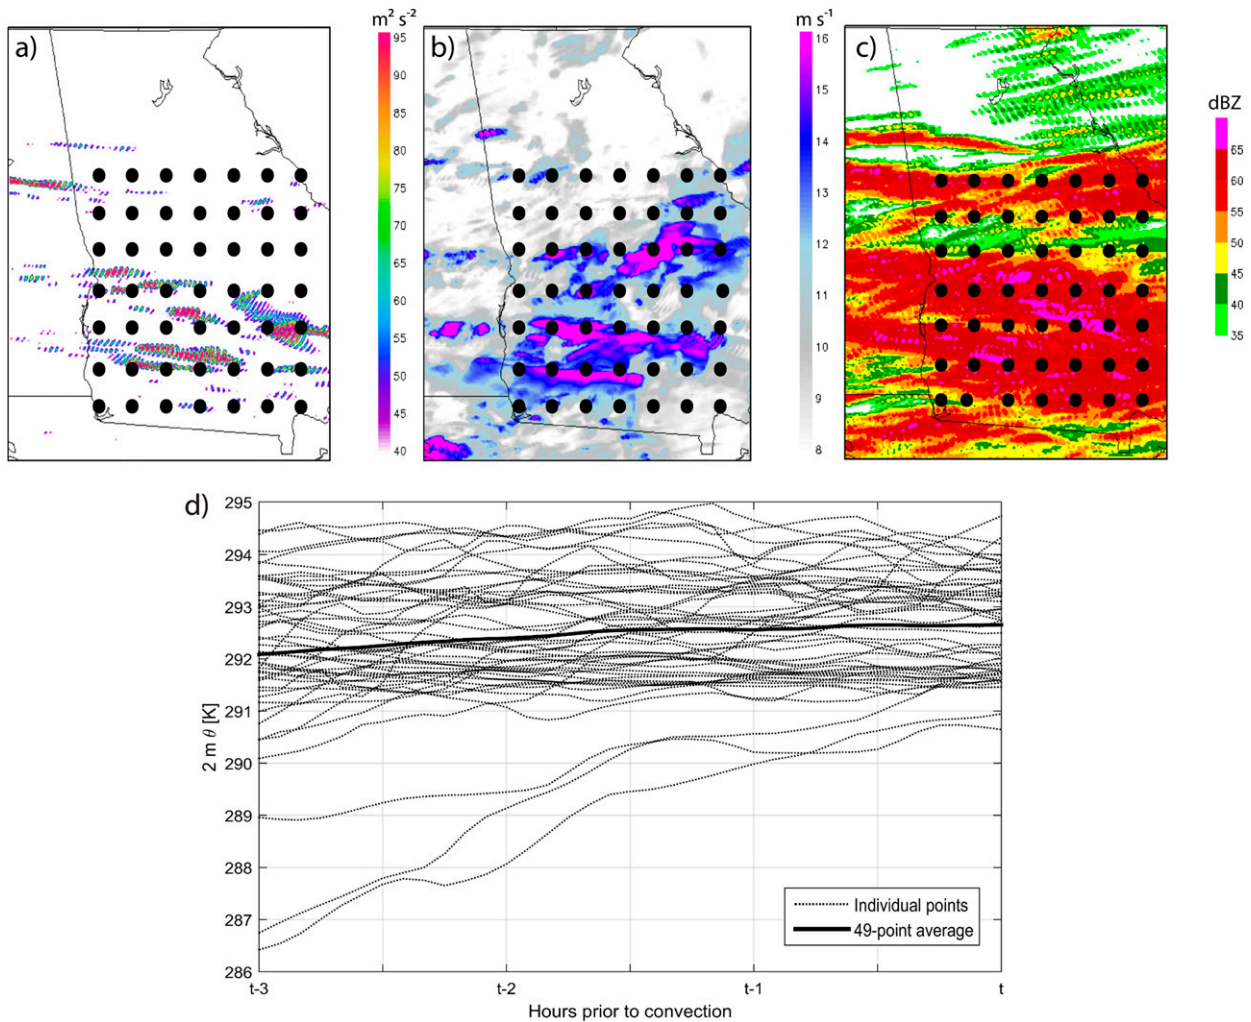 a)
m² s⁻²
95
90
85
80
75
70
65
60
55
50
45
40
b)
m s⁻¹
16
15
14
13
12
11
10
9
8
c)
dBZ
65
60
55
50
45
40
35
d)
295
294
293
292
291
290
289
288
287
286
2 m θ [K]
t-3
t-2
t-1
t
Hours prior to convection
Individual points
49-point average